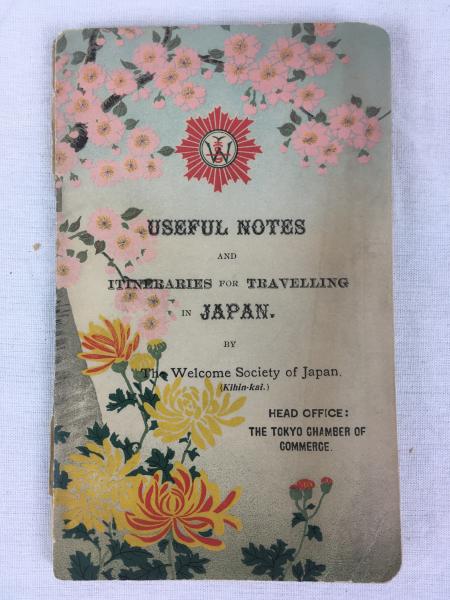 W
USEFUL NOTES
AND
ITINERARIES FOR TRAVELLING
IN JAPAN.
BY
The Welcome Society of Japan.
(Kihin-kai.)
HEAD OFFICE:
THE TOKYO CHAMBER OF
COMMERCE.